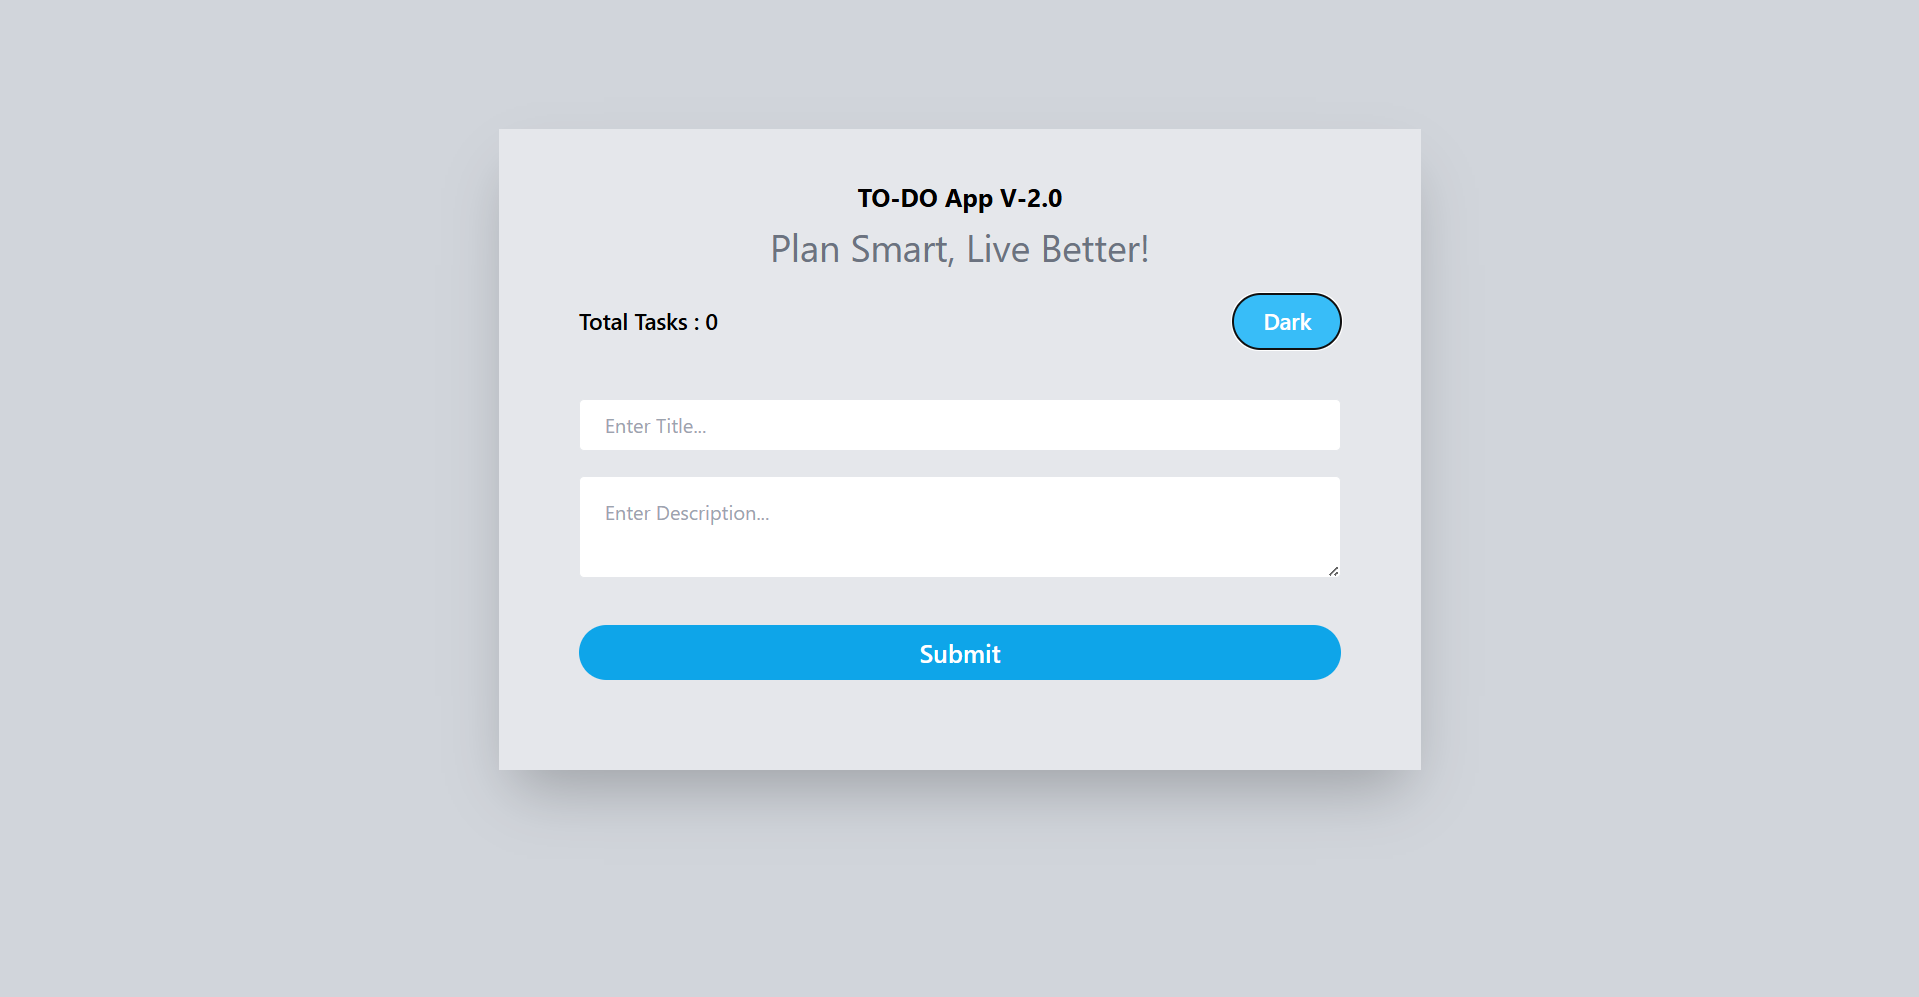 TO-DO App V-2.0
Plan Smart, Live Better!
Total Tasks : 0
Dark
Enter Title...
Enter Description...
Submit